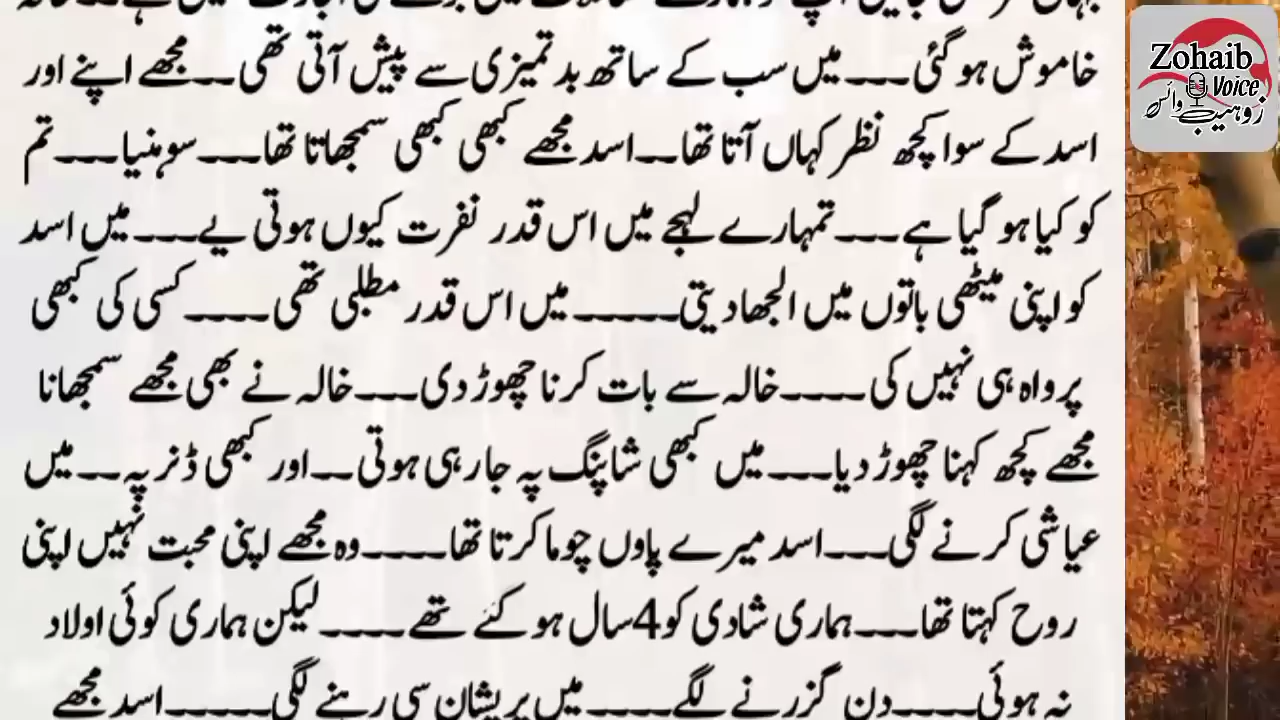 خاموش ہو گئی۔۔۔میں سب کے ساتھ بد تمیزی سے پیش آتی تھی۔۔مجھے اپنے اور
اسد کے سوا کچھ نظر کہاں آتا تھا۔۔اسد مجھے کبھی کبھی سمجھاتا تھا۔۔۔سوہنیا۔۔۔تم
کو کیا ہو گیا ہے۔۔۔تمہارے لہجے میں اس قدر نفرت کیوں ہوتی یے۔۔۔میں اسد
کو اپنی میٹھی باتوں میں الجھا دیتی۔۔۔۔۔میں اس قدر مطلبی تھی۔۔۔۔کسی کی کبھی
پرواہ ہی نہیں کی۔۔۔۔خالہ سے بات کرنا چھوڑ دی۔۔۔خالہ نے بھی مجھے سمجھانا
مجھے کچھ کہنا چھوڑ دیا۔۔۔میں کبھی شاپنگ پہ جا رہی ہوتی۔۔اور کبھی ڈنر پہ۔۔میں
عیاشی کرنے لگی۔۔۔اسد میرے پاوں چوما کرتا تھا۔۔۔۔وہ مجھے اپنی محبت نہیں اپنی
روح کہتا تھا۔۔۔ہماری شادی کو 4 سال ہو گئے تھے۔۔۔۔لیکن ہماری کوئی اولاد
نہ ہوئی۔۔۔۔دن گزرنے لگے۔۔۔۔میں پریشان سی رہنے لگی۔۔۔۔۔اسد مجھے
Zohaib
Voice
زوہیب وائس